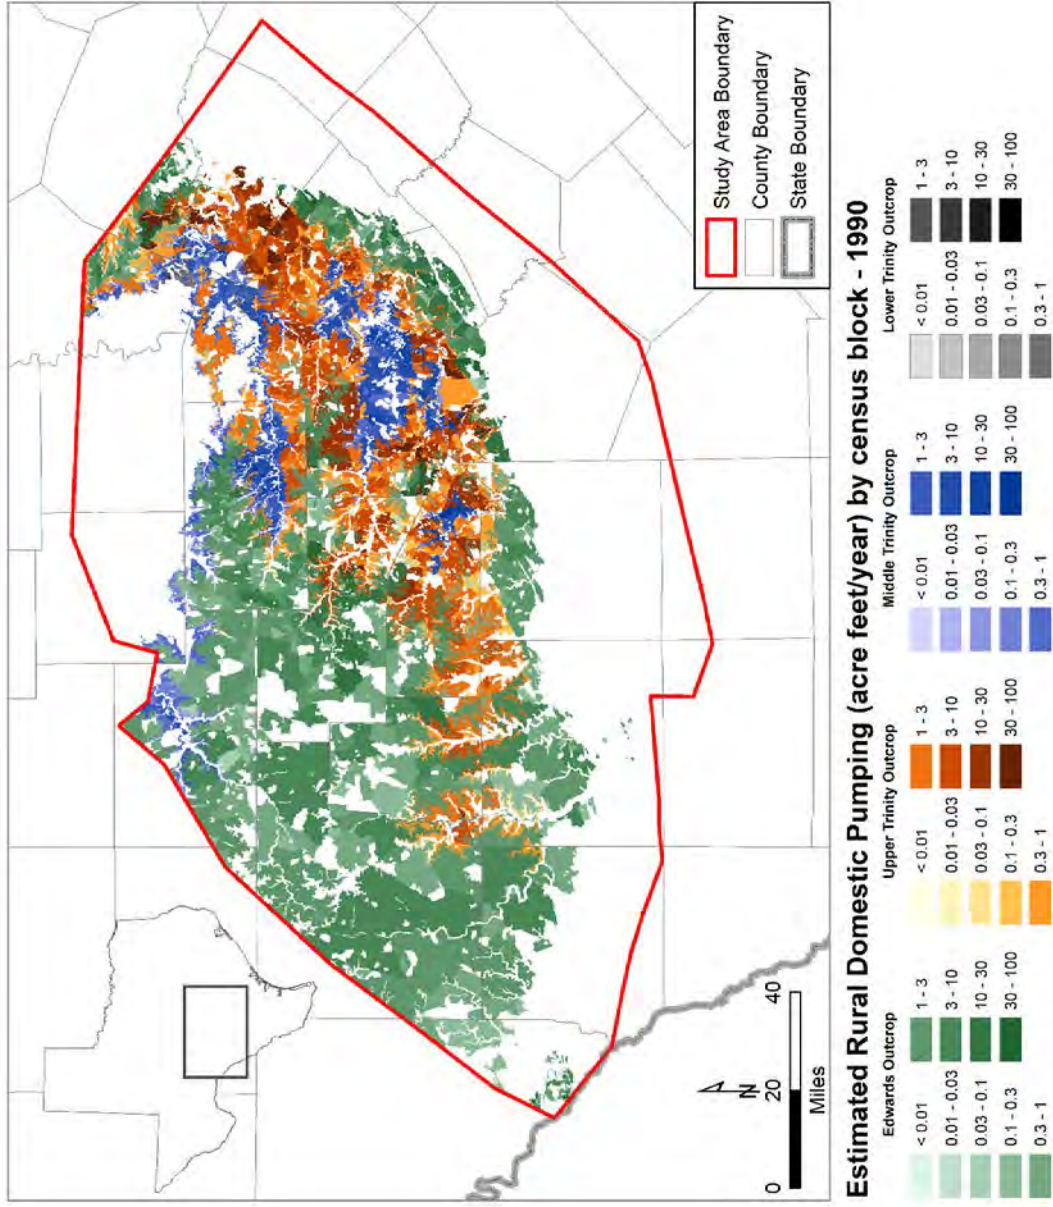 Study Area Boundary
County Boundary
State Boundary
N
0 20 40
Miles
Estimated Rural Domestic Pumping (acre feet/year) by census block - 1990
Edwards Outcrop
< 0.01 1 - 3
0.01 - 0.03 3 - 10
0.03 - 0.1 10 - 30
0.1 - 0.3 30 - 100
0.3 - 1
Upper Trinity Outcrop
< 0.01 1 - 3
0.01 - 0.03 3 - 10
0.03 - 0.1 10 - 30
0.1 - 0.3 30 - 100
0.3 - 1
Middle Trinity Outcrop
< 0.01 1 - 3
0.01 - 0.03 3 - 10
0.03 - 0.1 10 - 30
0.1 - 0.3 30 - 100
0.3 - 1
Lower Trinity Outcrop
< 0.01 1 - 3
0.01 - 0.03 3 - 10
0.03 - 0.1 10 - 30
0.1 - 0.3 30 - 100
0.3 - 1